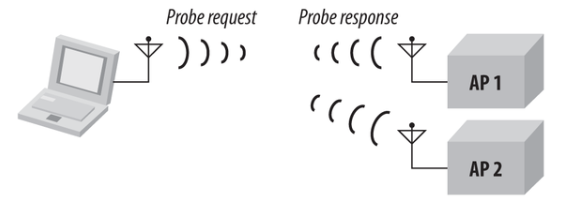 Probe request
Probe response
AP 1
AP 2